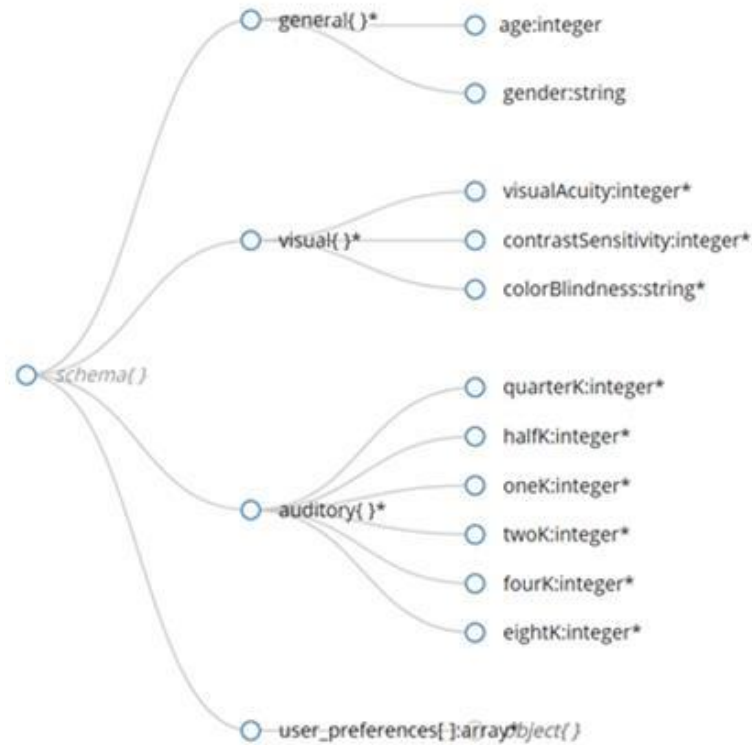 general{ }*
age:integer
gender:string
visual{ }*
visualAcuity:integer*
contrastSensitivity:integer*
colorBlindness:string*
schema{ }
auditory{ }*
quarterK:integer*
halfK:integer*
oneK:integer*
twoK:integer*
fourK:integer*
eightK:integer*
user_preferences[ ]:array*
object{ }